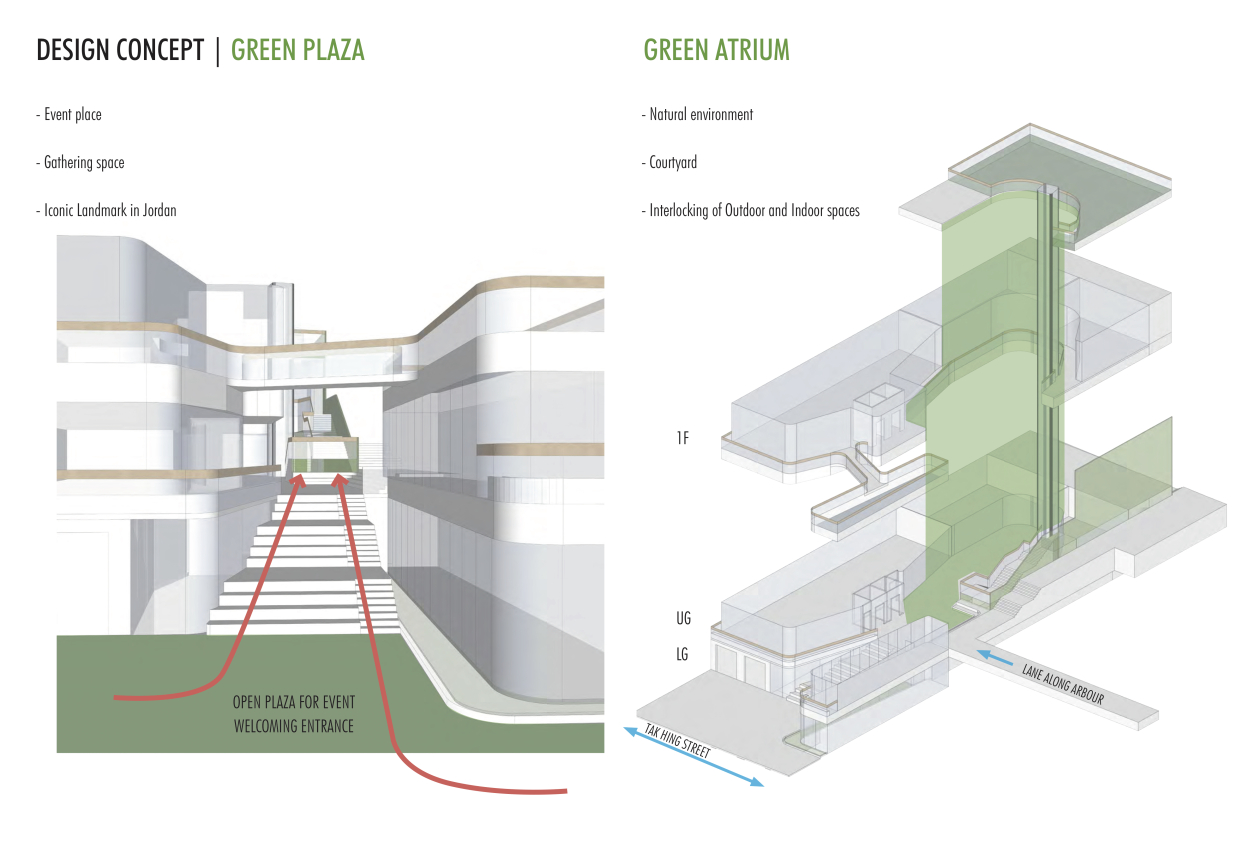 DESIGN CONCEPT | GREEN PLAZA
- Event place
- Gathering space
- Iconic Landmark in Jordan
OPEN PLAZA FOR EVENT
WELCOMING ENTRANCE
GREEN ATRIUM
- Natural environment
- Courtyard
- Interlocking of Outdoor and Indoor spaces
1F
UG
LG
LANE ALONG ARBOUR
TAK HING STREET